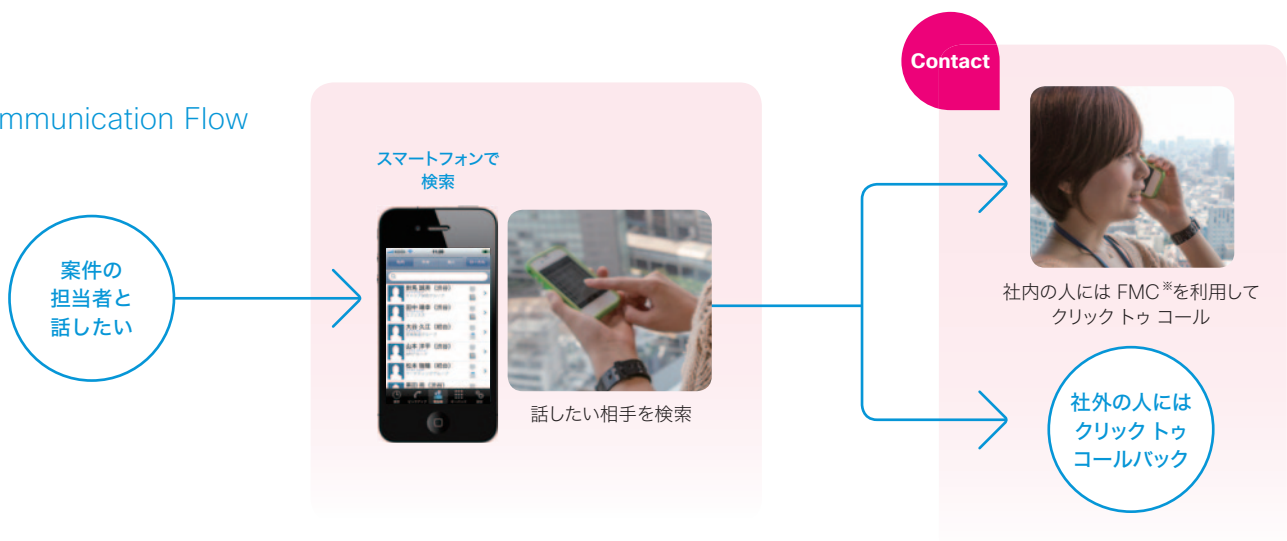 Contact
mmunication Flow
スマートフォンで
検索
案件の
担当者と
話したい
話したい相手を検索
社内の人には FMC※を利用して
クリック トゥ コール
社外の人には
クリック トゥ
コールバック